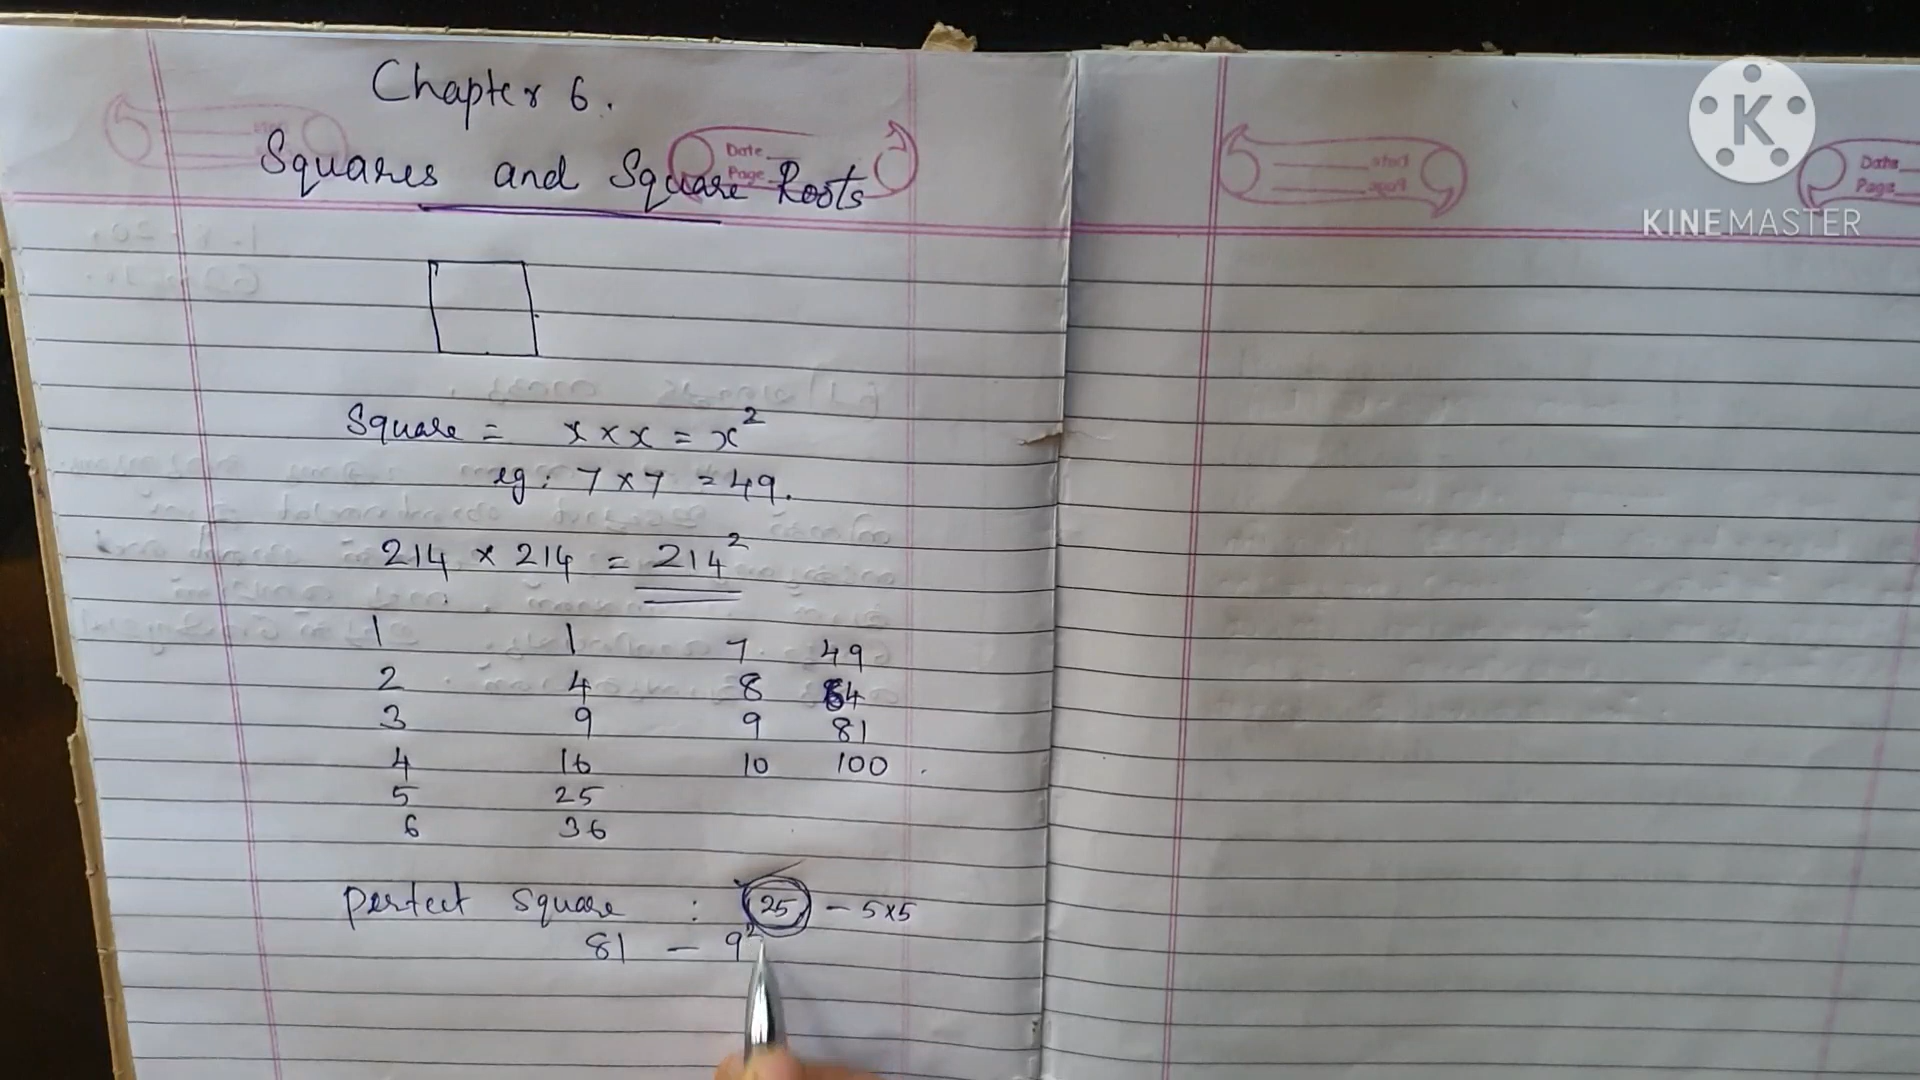 Chapter 6.
Squares and Square Roots
Date
Page
Date
Page
KINEMASTER
Square = x × x = x²
eg: 7 × 7 = 49.
214 × 214 = 214²
1 1 7 49
2 4 8 64
3 9 9 81
4 16 10 100
5 25
6 36
perfect square : 25 – 5×5
81 – 9²